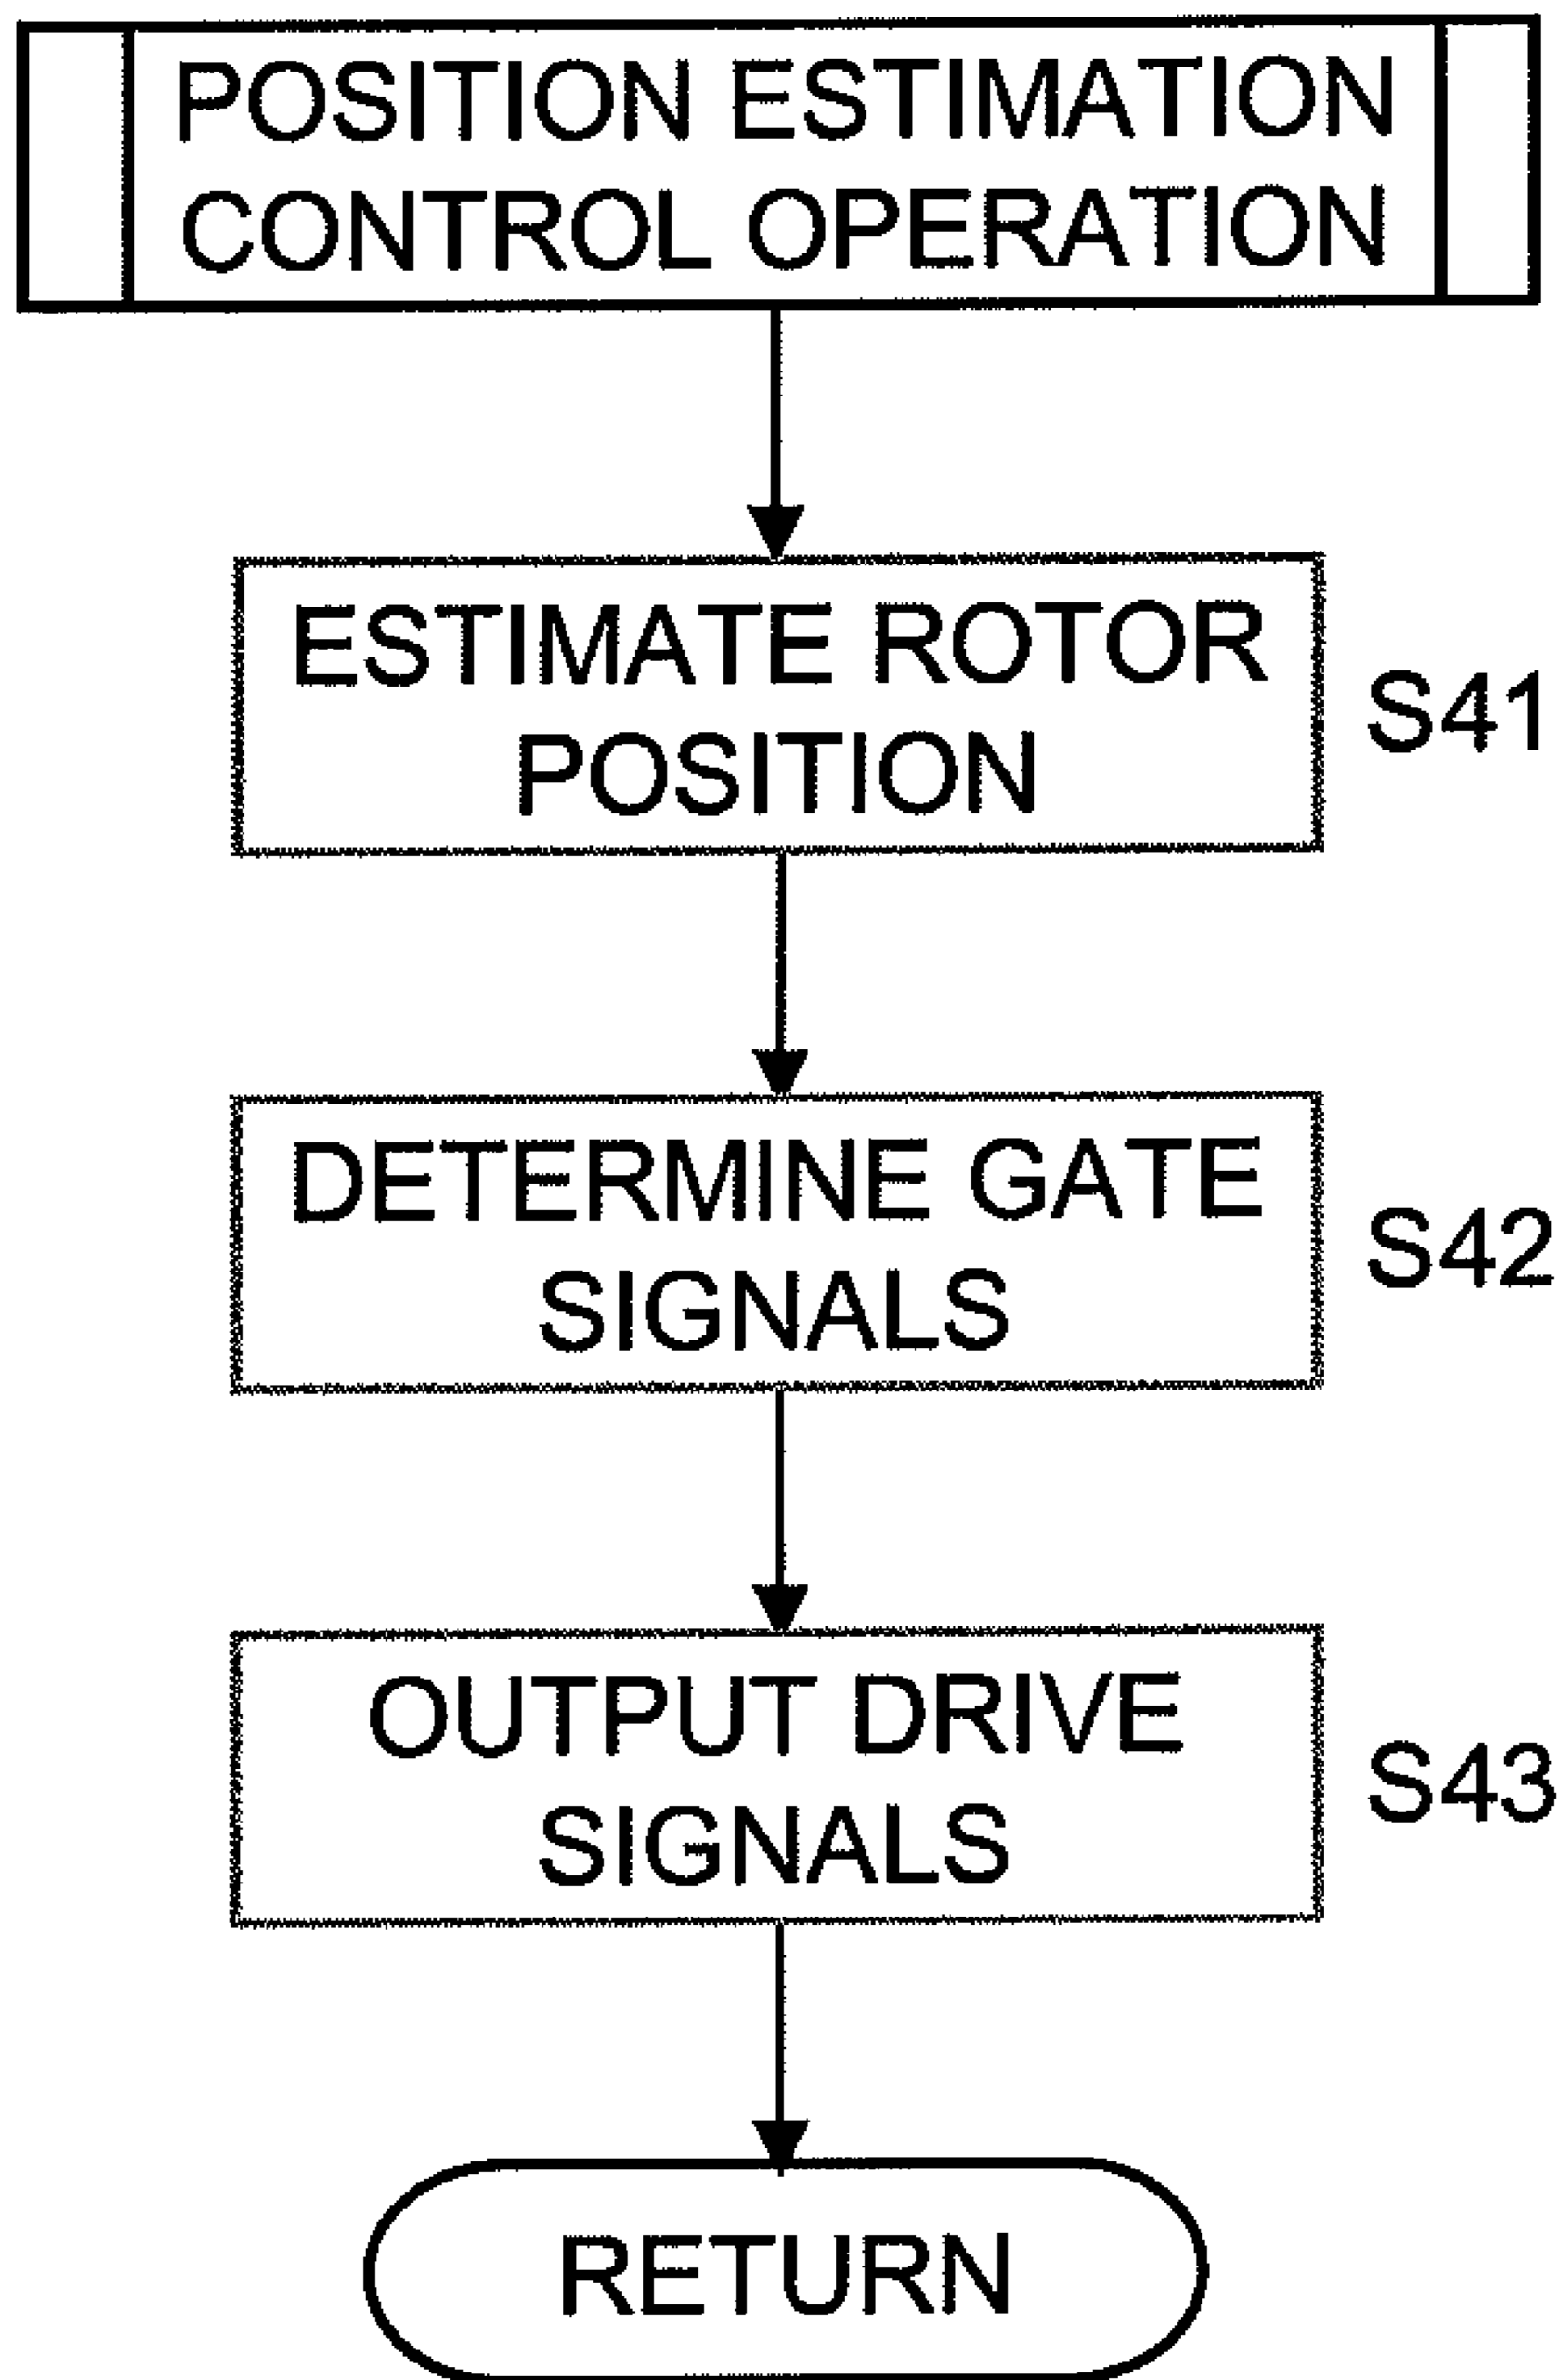 POSITION ESTIMATION
CONTROL OPERATION
ESTIMATE ROTOR
POSITION
S41
DETERMINE GATE
SIGNALS
S42
OUTPUT DRIVE
SIGNALS
S43
RETURN